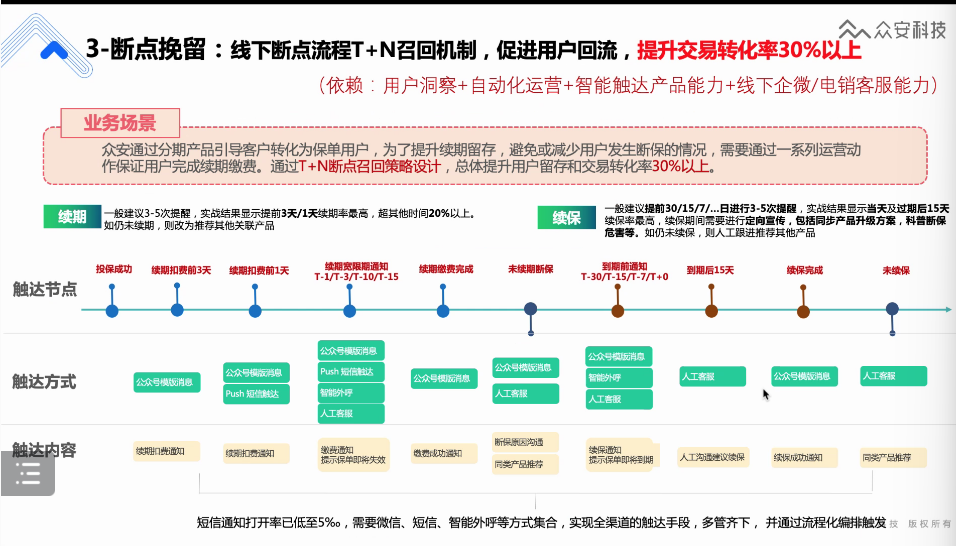 众安科技
3-断点挽留：线下断点流程T+N召回机制，促进用户回流，提升交易转化率30%以上
（依赖：用户洞察+自动化运营+智能触达产品能力+线下企微/电销客服能力）
业务场景
众安通过分期产品引导客户转化为保单用户，为了提升续期留存，避免或减少用户发生断保的情况，需要通过一系列运营动
作保证用户完成续期缴费。通过T+N断点召回策略设计，总体提升用户留存和交易转化率30%以上。
续期
一般建议3-5次提醒，实战结果显示提前3天/1天续期率最高，超其他时间20%以上。
如仍未续期，则改为推荐其他关联产品
续保
一般建议提前30/15/7/...日进行3-5次提醒，实战结果显示当天及过期后15天
续保率最高，续保期间需要进行定向宣传，包括同步产品升级方案，科普断保
危害等。如仍未续保，则人工跟进推荐其他产品
触达节点
投保成功
续期扣费前3天
续期扣费前1天
续期宽限期通知
T-1/T-3/T-10/T-15
续期缴费完成
未续期断保
到期前通知
T-30/T-15/T-7/T+0
到期后15天
续保完成
未续保
触达方式
公众号模版消息
公众号模版消息
Push 短信触达
公众号模版消息
Push 短信触达
智能外呼
人工客服
公众号模版消息
公众号模版消息
人工客服
公众号模版消息
智能外呼
人工客服
人工客服
公众号模版消息
人工客服
触达内容
续期扣费通知
续期扣费通知
缴费通知
提示保单即将失效
缴费成功通知
断保原因沟通
同类产品推荐
续保通知
提示保单即将到期
人工沟通建议续保
续保成功通知
同类产品推荐
短信通知打开率已低至5‰，需要微信、短信、智能外呼等方式集合，实现全渠道的触达手段，多管齐下， 并通过流程化编排触发
技 版权所有